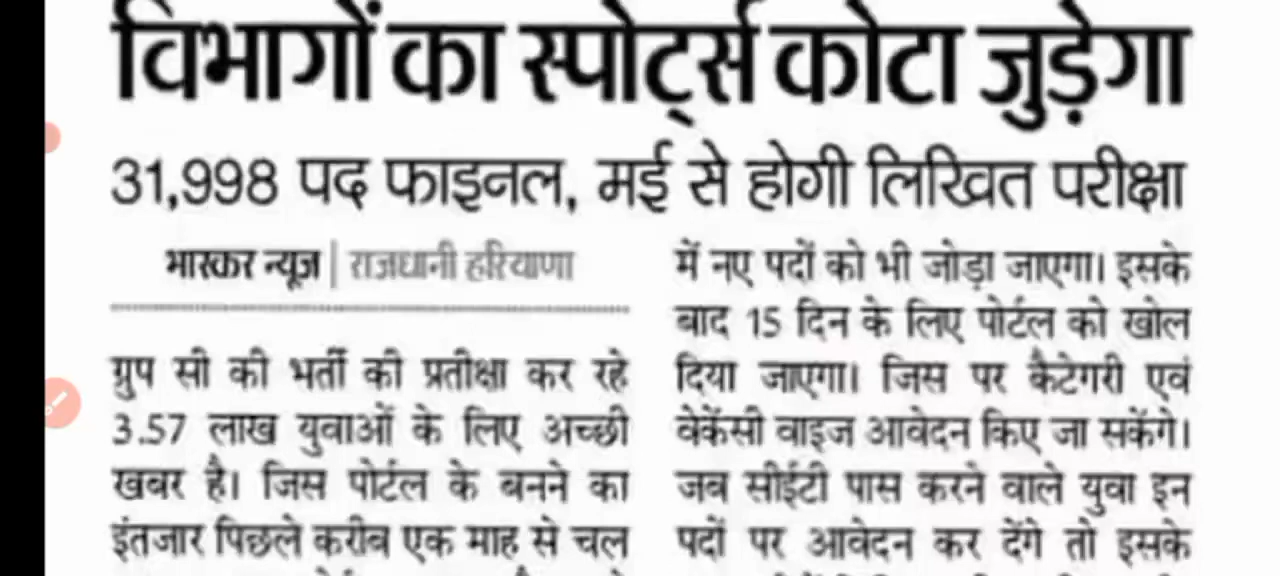 विभागों का स्पोर्ट्स कोटा जुड़ेगा
31,998 पद फाइनल, मई से होगी लिखित परीक्षा
भास्कर न्यूज | राजधानी हरियाणा
ग्रुप सी की भर्ती की प्रतीक्षा कर रहे
3.57 लाख युवाओं के लिए अच्छी
खबर है। जिस पोर्टल के बनने का
इंतजार पिछले करीब एक माह से चल
में नए पदों को भी जोड़ा जाएगा। इसके
बाद 15 दिन के लिए पोर्टल को खोल
दिया जाएगा। जिस पर कैटेगरी एवं
वेकेंसी वाइज आवेदन किए जा सकेंगे।
जब सीईटी पास करने वाले युवा इन
पदों पर आवेदन कर देंगे तो इसके